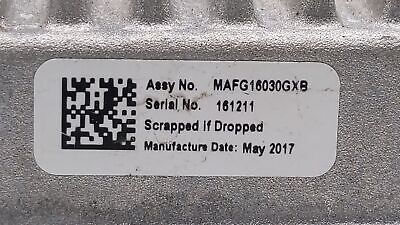 Assy No. MAFG16030GXB
Serial No. 161211
Scrapped If Dropped
Manufacture Date: May 2017